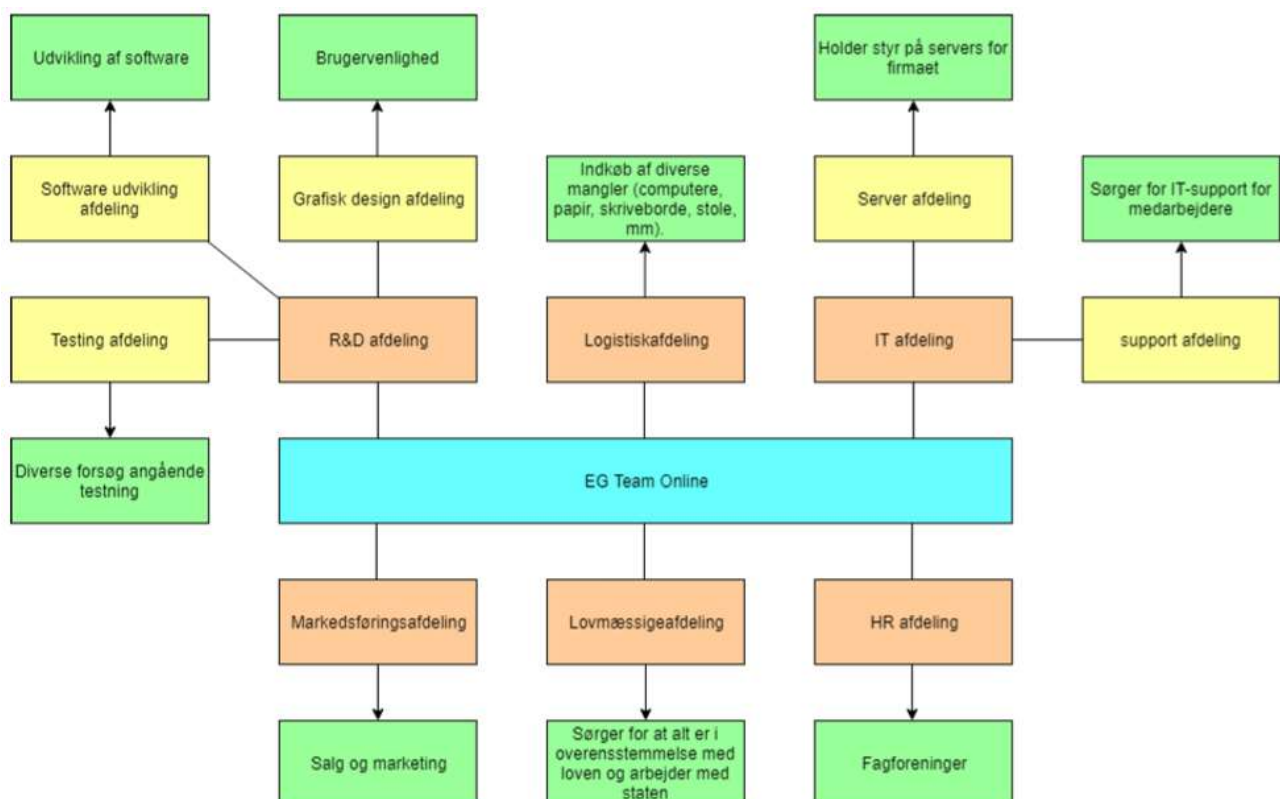 Udvikling af software
Brugervenlighed
Holder styr på servers for
firmaet
Software udvikling
afdeling
Grafisk design afdeling
Indkøb af diverse
mangler (computere,
papir, skriveborde, stole,
mm).
Server afdeling
Sørger for IT-support for
medarbejdere
Testing afdeling
R&D afdeling
Logistiskafdeling
IT afdeling
support afdeling
Diverse forsøg angående
testning
EG Team Online
Markedsføringsafdeling
Lovmæssigeafdeling
HR afdeling
Salg og marketing
Sørger for at alt er i
overensstemmelse med
loven og arbejder med
staten
Fagforeninger